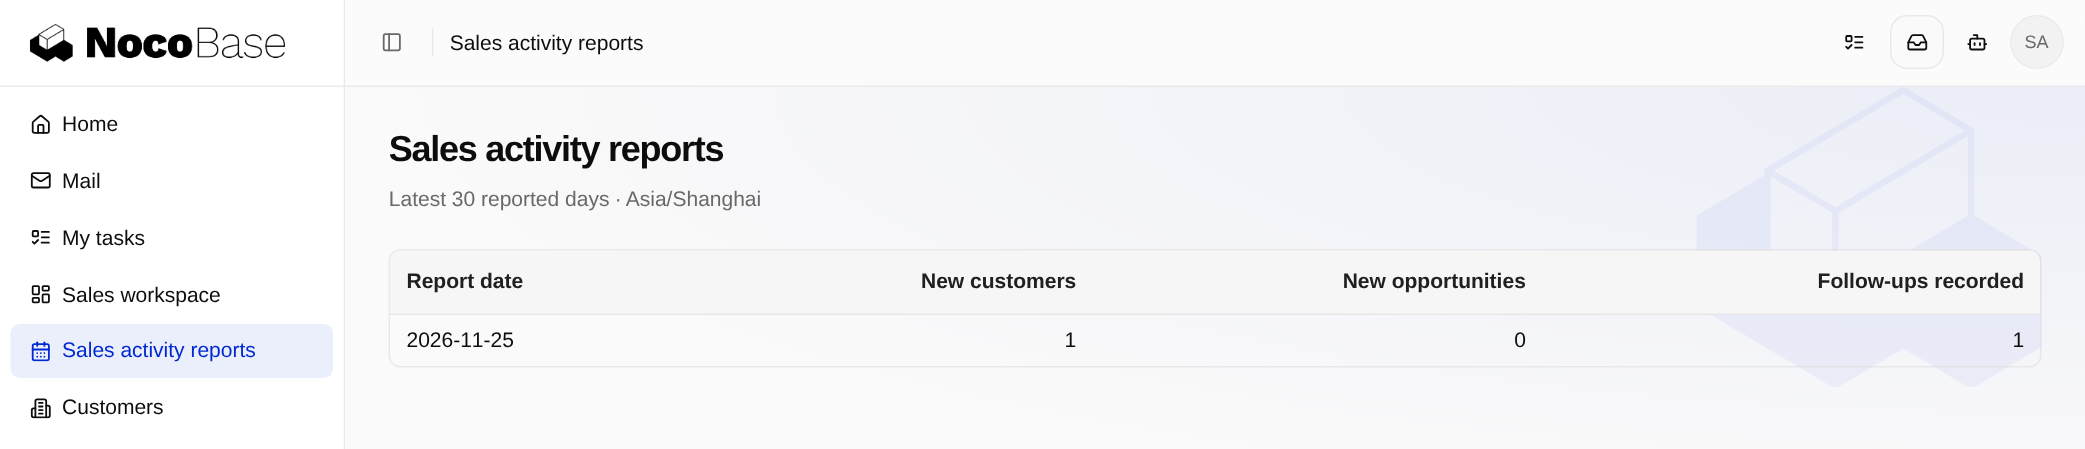 NocoBase
Sales activity reports
SA
Home
Mail
My tasks
Sales workspace
Sales activity reports
Customers
Sales activity reports
Latest 30 reported days · Asia/Shanghai
Report date New customers New opportunities Follow-ups recorded
2026-11-25 1 0 1